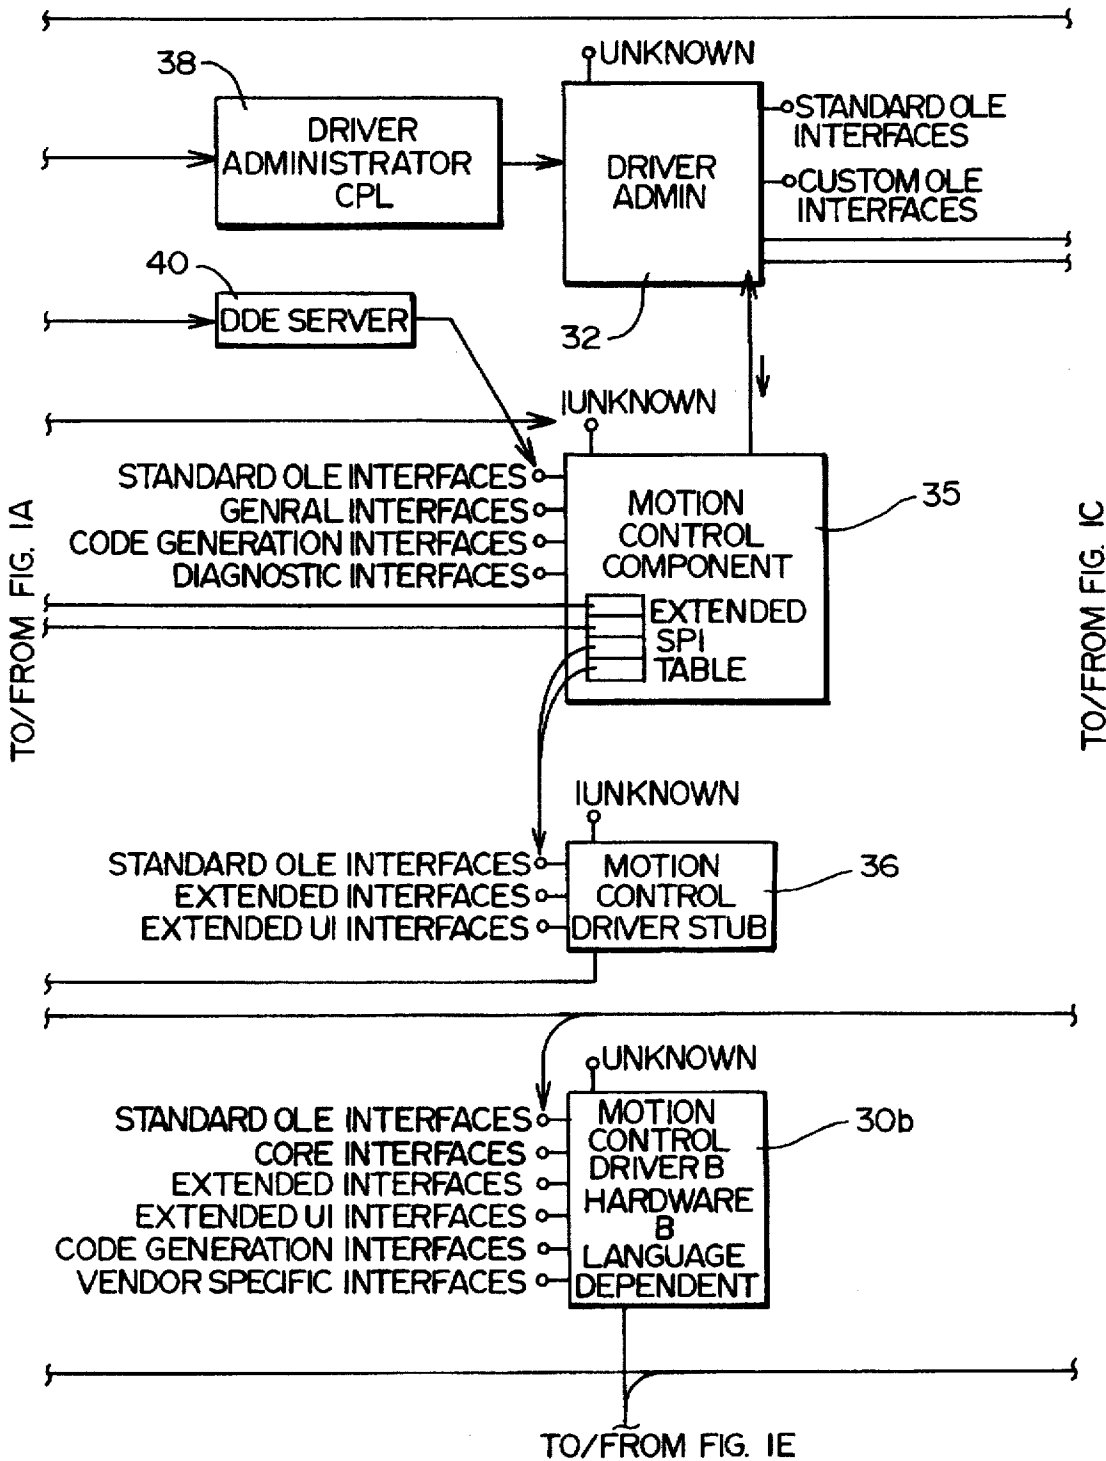 38
UNKNOWN
DRIVER
ADMINISTRATOR
CPL
DRIVER
ADMIN
STANDARD OLE
INTERFACES
CUSTOM OLE
INTERFACES
40
DDE SERVER
32
IUNKNOWN
STANDARD OLE INTERFACES
GENRAL INTERFACES
CODE GENERATION INTERFACES
DIAGNOSTIC INTERFACES
MOTION
CONTROL
COMPONENT
35
EXTENDED
SPI
TABLE
TO/FROM FIG. 1A
TO/FROM FIG. 1C
IUNKNOWN
STANDARD OLE INTERFACES
EXTENDED INTERFACES
EXTENDED UI INTERFACES
MOTION
CONTROL
DRIVER STUB
36
UNKNOWN
STANDARD OLE INTERFACES
CORE INTERFACES
EXTENDED INTERFACES
EXTENDED UI INTERFACES
CODE GENERATION INTERFACES
VENDOR SPECIFIC INTERFACES
MOTION
CONTROL
DRIVER B
HARDWARE
B
LANGUAGE
DEPENDENT
30b
TO/FROM FIG. 1E